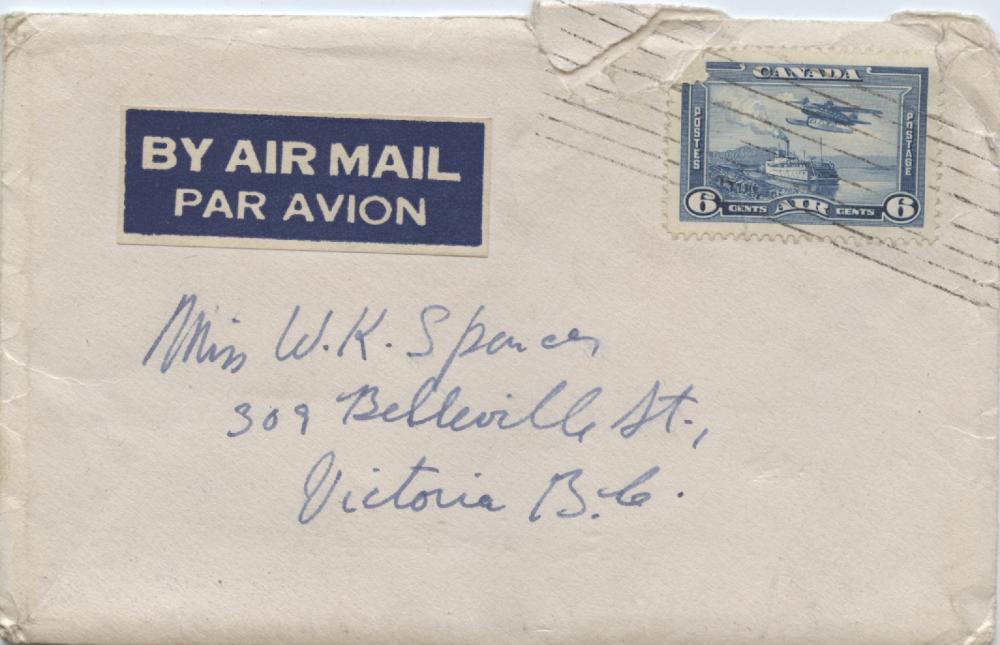 BY AIR MAIL
PAR AVION
CANADA
POSTES
POSTAGE
6 CENTS AIR CENTS 6
Miss W.K. Spencer
309 Belleville St.,
Victoria B.C.